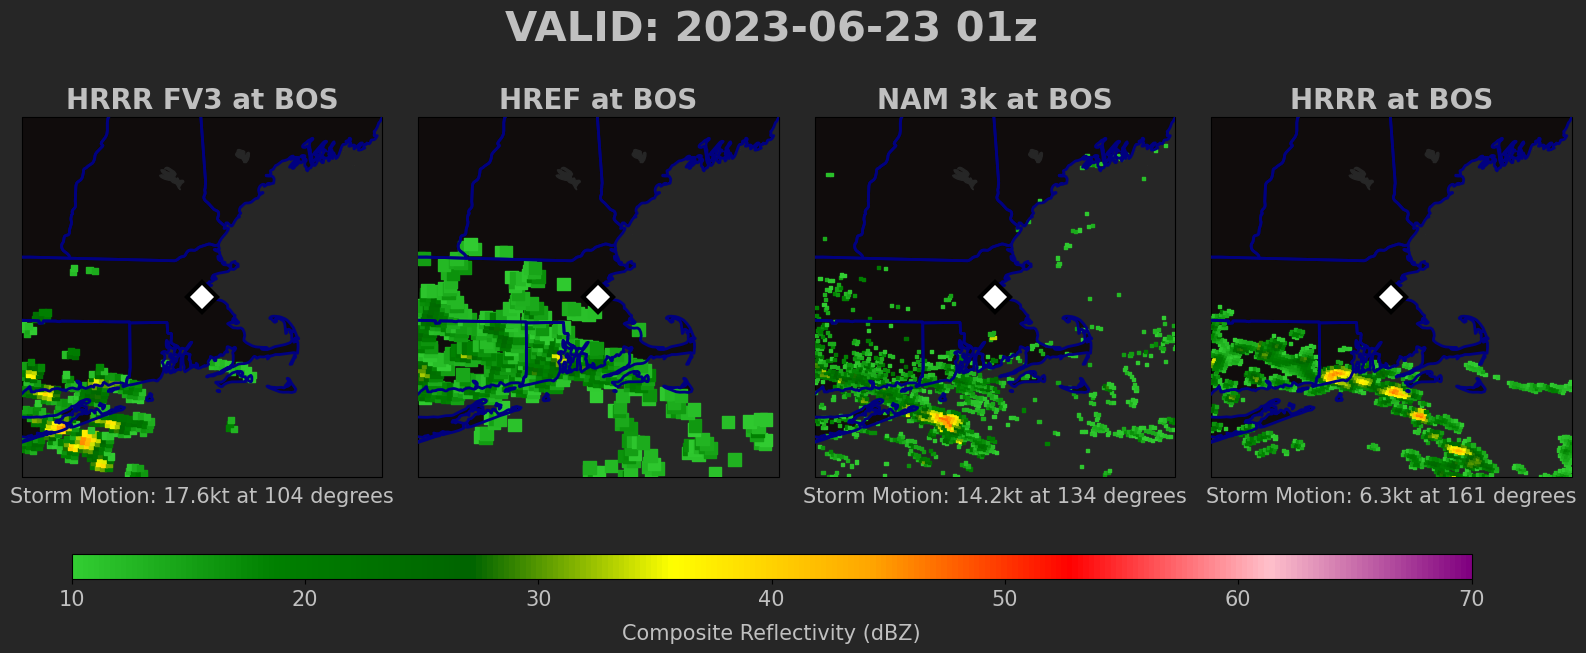 VALID: 2023-06-23 01z
HRRR FV3 at BOS
HREF at BOS
NAM 3k at BOS
HRRR at BOS
Storm Motion: 17.6kt at 104 degrees
Storm Motion: 14.2kt at 134 degrees
Storm Motion: 6.3kt at 161 degrees
10 20 30 40 50 60 70
Composite Reflectivity (dBZ)